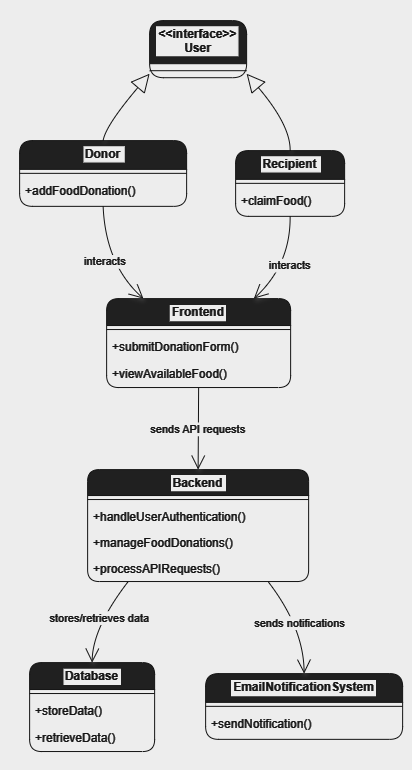 <<interface>>
User
Donor
+addFoodDonation()
Recipient
+claimFood()
interacts
interacts
Frontend
+submitDonationForm()
+viewAvailableFood()
sends API requests
Backend
+handleUserAuthentication()
+manageFoodDonations()
+processAPIRequests()
stores/retrieves data
sends notifications
Database
+storeData()
+retrieveData()
EmailNotificationSystem
+sendNotification()